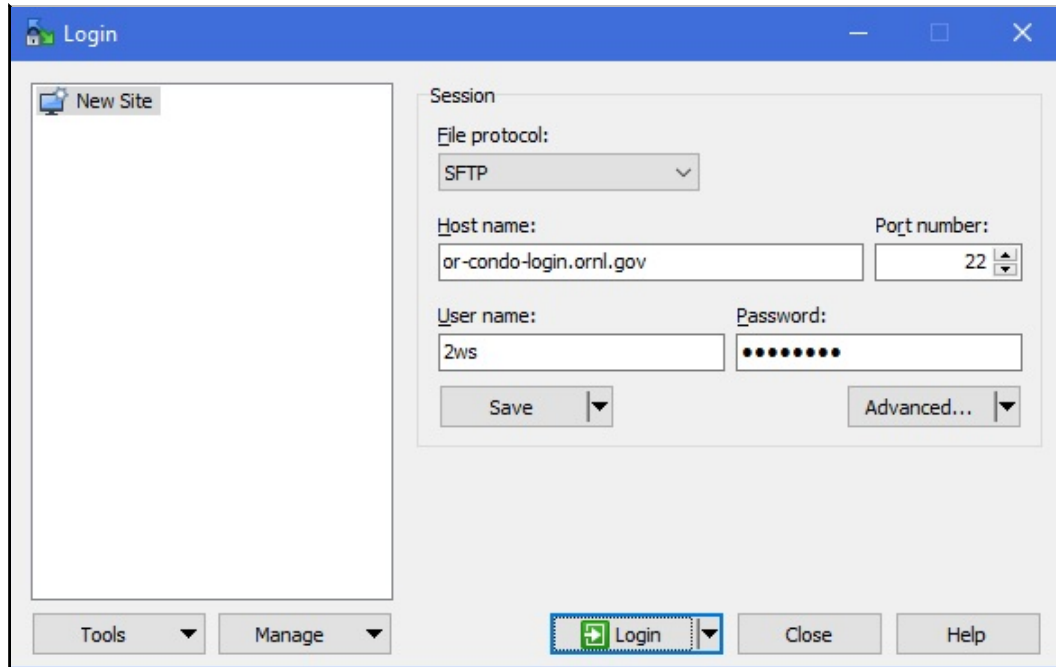 Login
New Site
Session
File protocol:
SFTP
Host name:
Port number:
or-condo-login.ornl.gov
22
User name:
Password:
2ws
••••••••
Save
Advanced...
Tools
Manage
Login
Close
Help